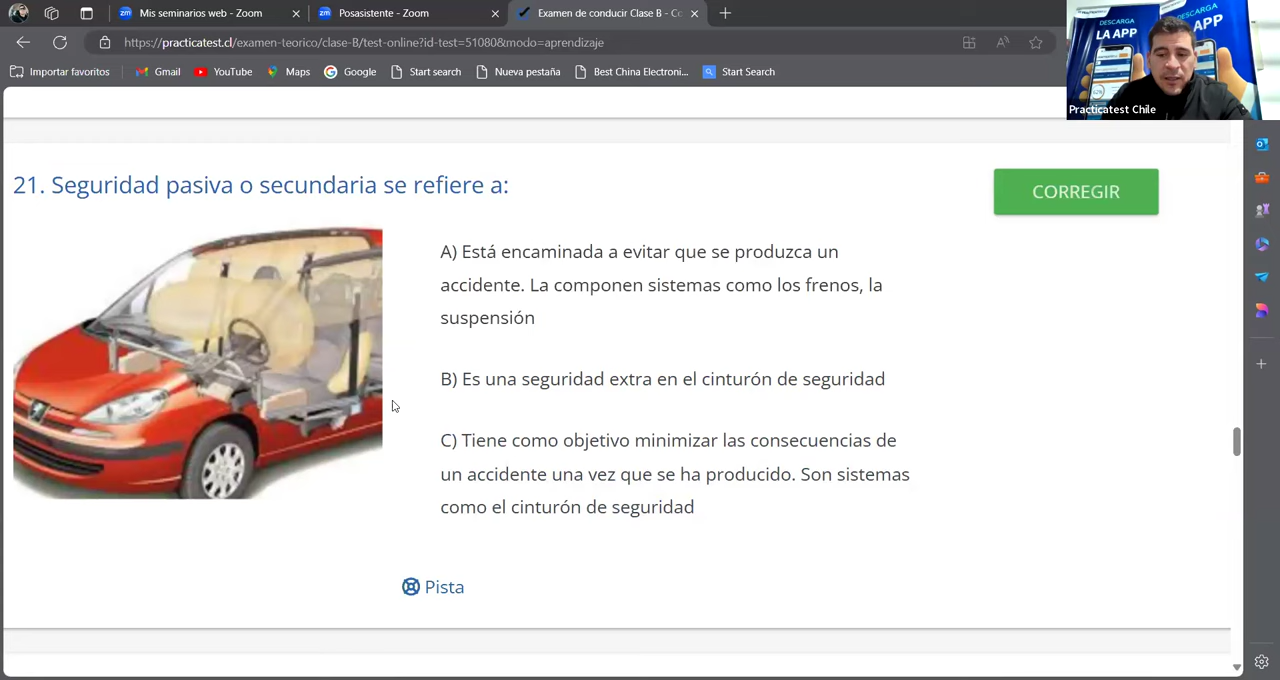 Mis seminarios web - Zoom
Posasistente - Zoom
Examen de conducir Clase B - Co
https://practicatest.cl/examen-teorico/clase-B/test-online?id-test=51080&modo=aprendizaje
Importar favoritos
Gmail
YouTube
Maps
Google
Start search
Nueva pestaña
Best China Electroni...
Start Search
DESCARGA
LA APP
DESCARGA
APP
Practicatest Chile
21. Seguridad pasiva o secundaria se refiere a:
CORREGIR
A) Está encaminada a evitar que se produzca un
accidente. La componen sistemas como los frenos, la
suspensión
B) Es una seguridad extra en el cinturón de seguridad
C) Tiene como objetivo minimizar las consecuencias de
un accidente una vez que se ha producido. Son sistemas
como el cinturón de seguridad
Pista